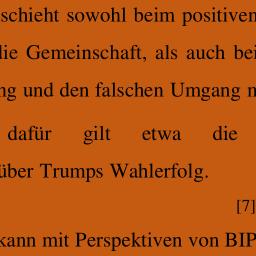 schieht sowohl beim positiven
die Gemeinschaft, als auch bei
ng und den falschen Umgang m
dafür gilt etwa die
über Trumps Wahlerfolg.
[7]
kann mit Perspektiven von BIP